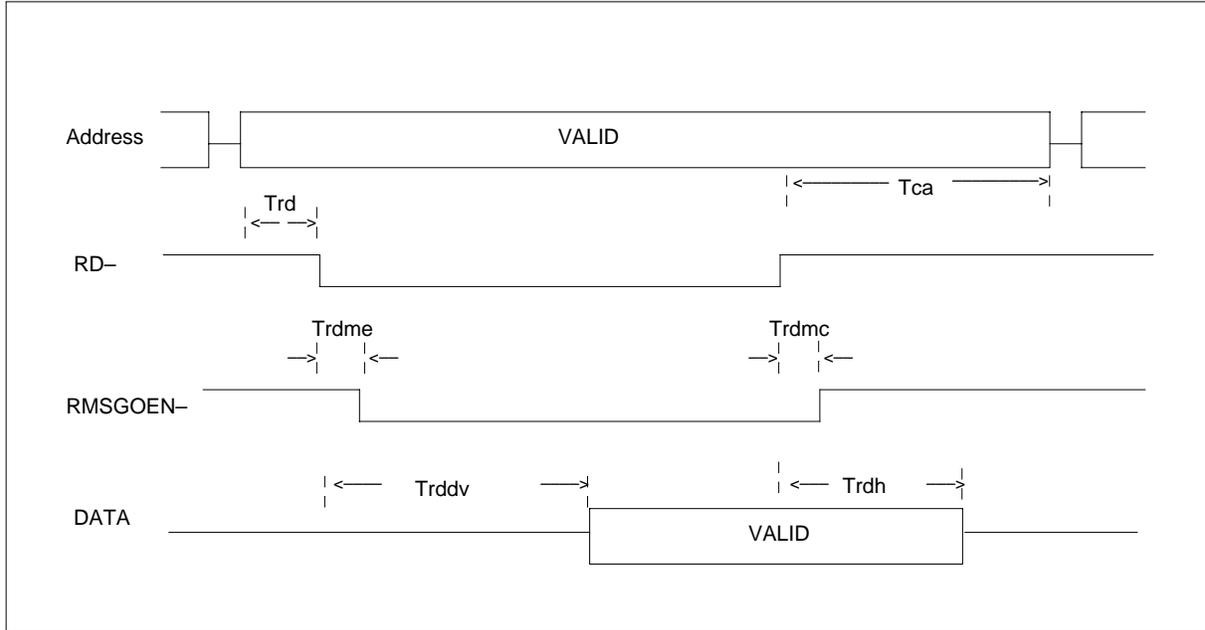 Address
VALID
Tca
Trd
RD–
Trdme
Trdmc
RMSGOEN–
Trddv
Trdh
DATA
VALID